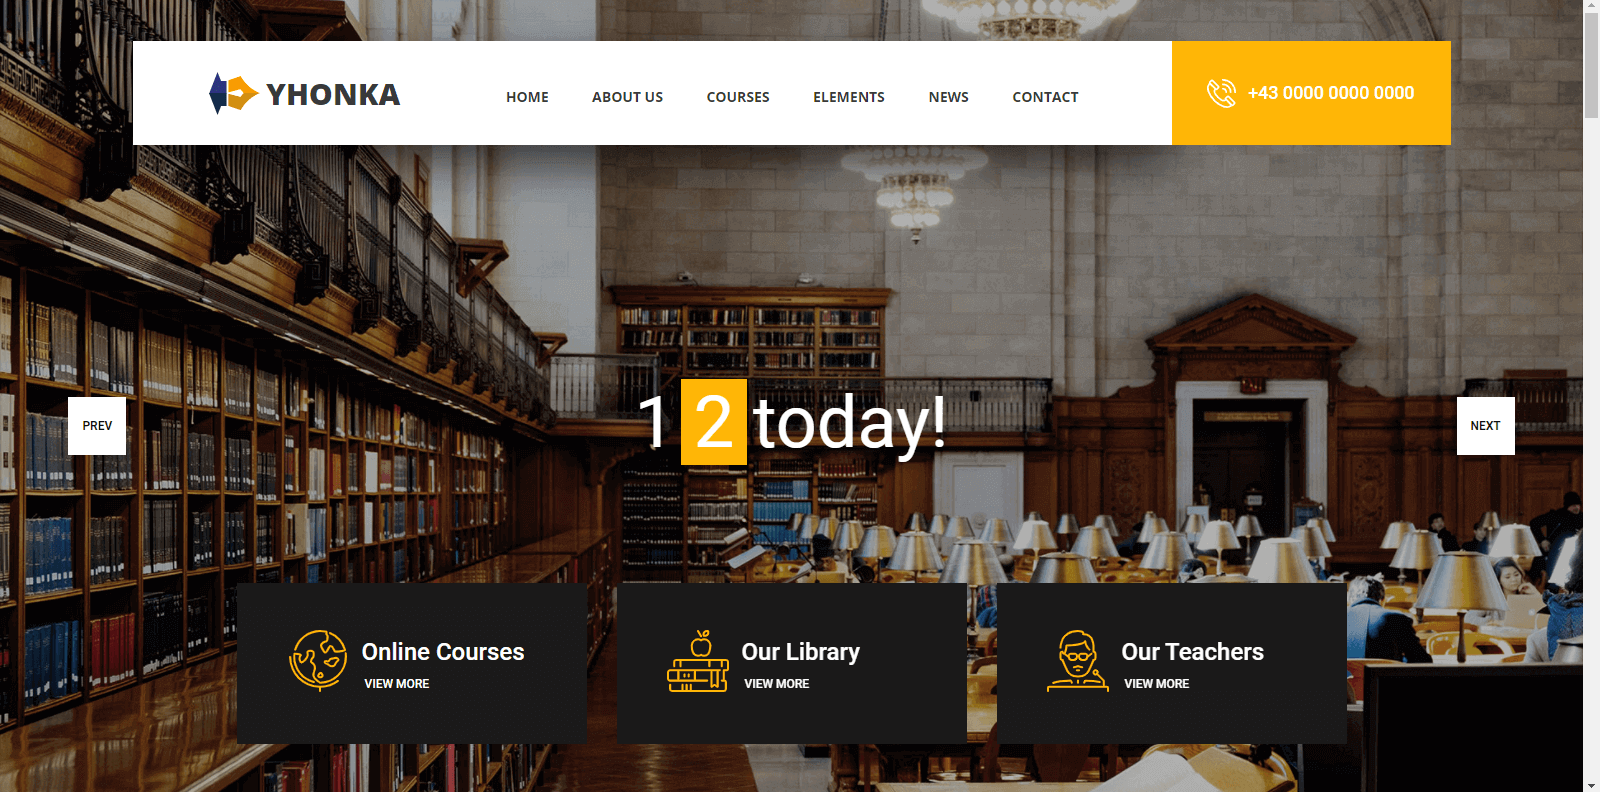 YHONKA
HOME ABOUT US COURSES ELEMENTS NEWS CONTACT
+43 0000 0000 0000
1 2 today!
PREV
NEXT
Online Courses
VIEW MORE
Our Library
VIEW MORE
Our Teachers
VIEW MORE